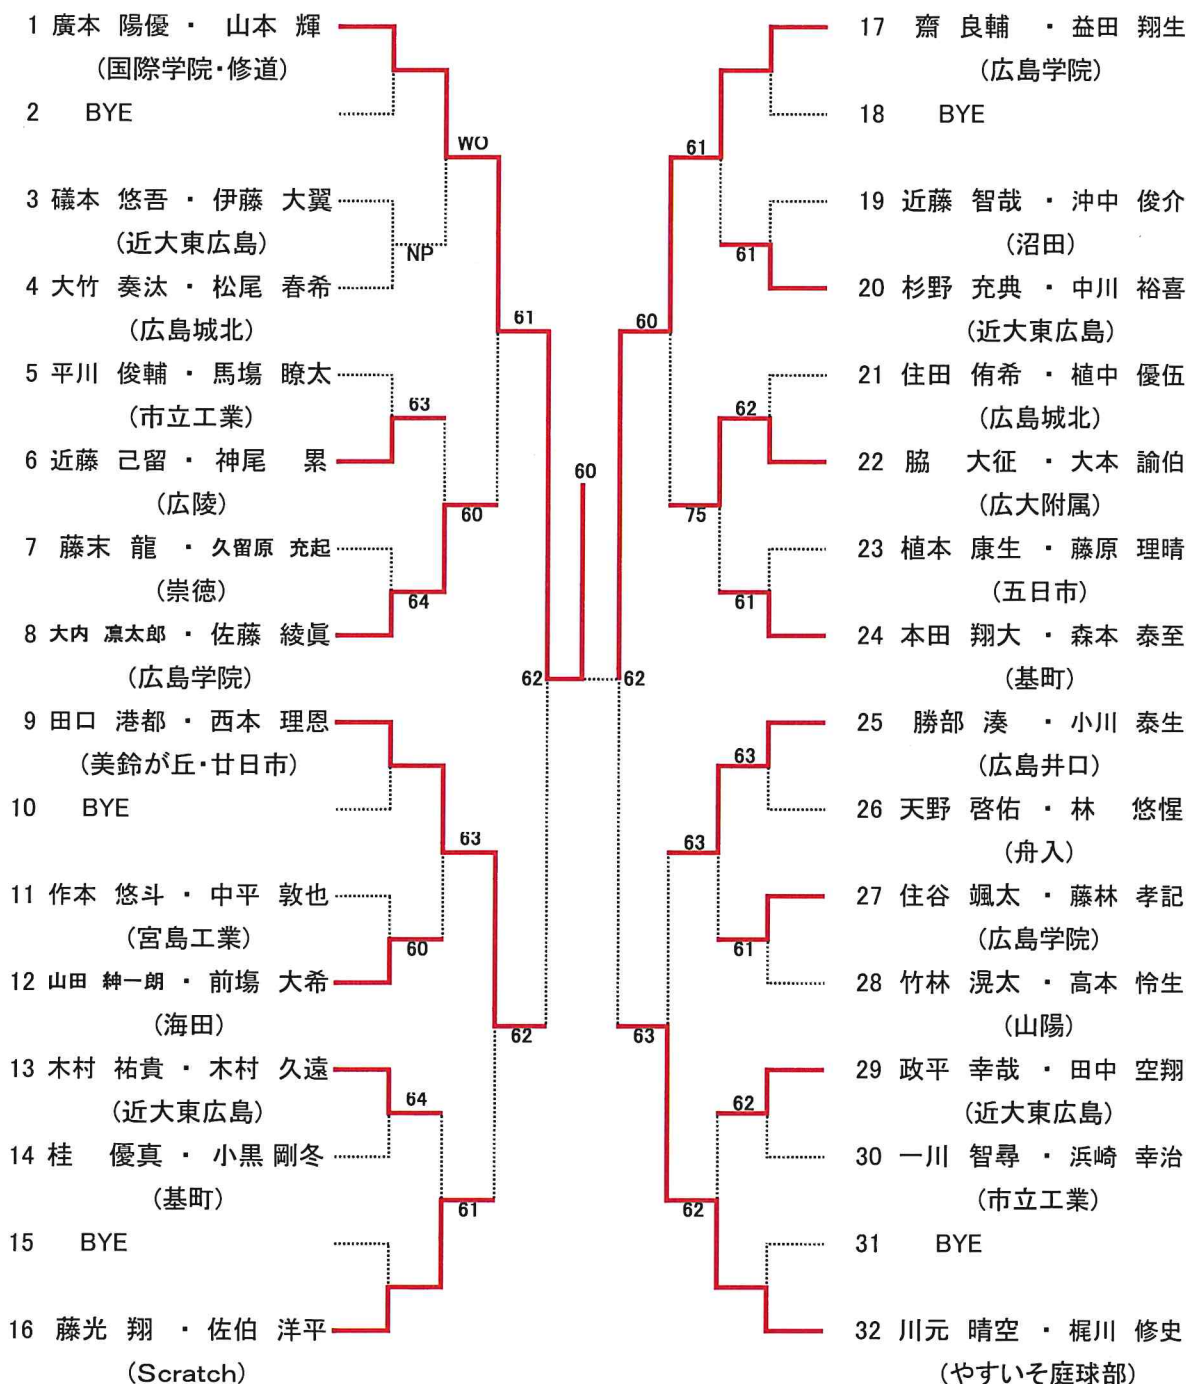 1 廣本 陽優 ・ 山本 輝
(国際学院・修道)
2 BYE
WO
3 礒本 悠吾 ・ 伊藤 大翼
(近大東広島)
NP
4 大竹 奏汰 ・ 松尾 春希
(広島城北)
61
5 平川 俊輔 ・ 馬塲 瞭太
(市立工業)
63
6 近藤 己留 ・ 神尾 累
(広陵)
60
7 藤末 龍 ・ 久留原 充起
(崇徳)
64
8 大内 凛太郎 ・ 佐藤 綾眞
(広島学院)
62
9 田口 港都 ・ 西本 理恩
(美鈴が丘・廿日市)
10 BYE
63
11 作本 悠斗 ・ 中平 敦也
(宮島工業)
60
12 山田 紳一朗 ・ 前塲 大希
(海田)
62
13 木村 祐貴 ・ 木村 久遠
(近大東広島)
64
14 桂 優真 ・ 小黒 剛冬
(基町)
61
15 BYE
16 藤光 翔 ・ 佐伯 洋平
(Scratch)
60
17 齋 良輔 ・ 益田 翔生
(広島学院)
18 BYE
61
19 近藤 智哉 ・ 沖中 俊介
(沼田)
61
20 杉野 充典 ・ 中川 裕喜
(近大東広島)
60
21 住田 侑希 ・ 植中 優伍
(広島城北)
62
22 脇 大征 ・ 大本 諭伯
(広大附属)
75
23 植本 康生 ・ 藤原 理晴
(五日市)
61
24 本田 翔大 ・ 森本 泰至
(基町)
62
25 勝部 湊 ・ 小川 泰生
(広島井口)
63
26 天野 啓佑 ・ 林 悠惺
(舟入)
63
27 住谷 颯太 ・ 藤林 孝記
(広島学院)
61
28 竹林 滉太 ・ 高本 怜生
(山陽)
63
29 政平 幸哉 ・ 田中 空翔
(近大東広島)
62
30 一川 智尋 ・ 浜崎 幸治
(市立工業)
62
31 BYE
32 川元 晴空 ・ 梶川 修史
(やすいそ庭球部)